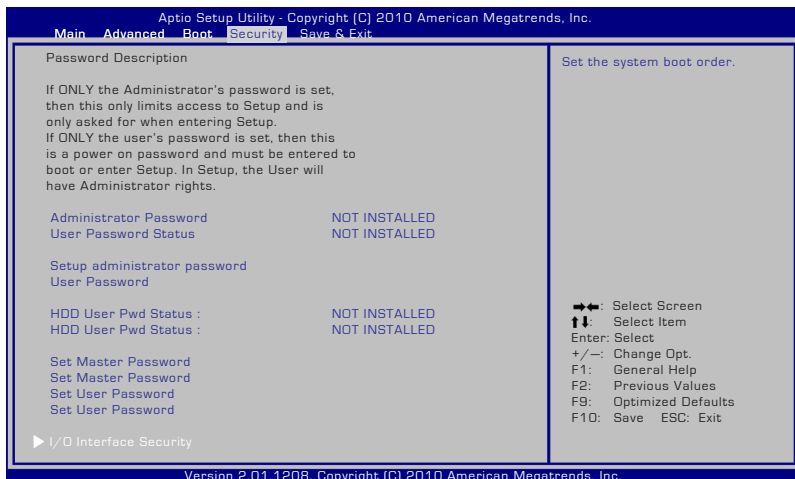 Aptio Setup Utility - Copyright (C) 2010 American Megatrends, Inc.
Main Advanced Boot Security Save & Exit
Password Description
If ONLY the Administrator's password is set,
then this only limits access to Setup and is
only asked for when entering Setup.
If ONLY the user's password is set, then this
is a power on password and must be entered to
boot or enter Setup. In Setup, the User will
have Administrator rights.
Administrator Password NOT INSTALLED
User Password Status NOT INSTALLED
Setup administrator password
User Password
HDD User Pwd Status : NOT INSTALLED
HDD User Pwd Status : NOT INSTALLED
Set Master Password
Set Master Password
Set User Password
Set User Password
I/O Interface Security
Set the system boot order.
→←: Select Screen
↑↓: Select Item
Enter: Select
+/—: Change Opt.
F1: General Help
F2: Previous Values
F9: Optimized Defaults
F10: Save ESC: Exit
Version 2.01.1208. Copyright (C) 2010 American Megatrends, Inc.